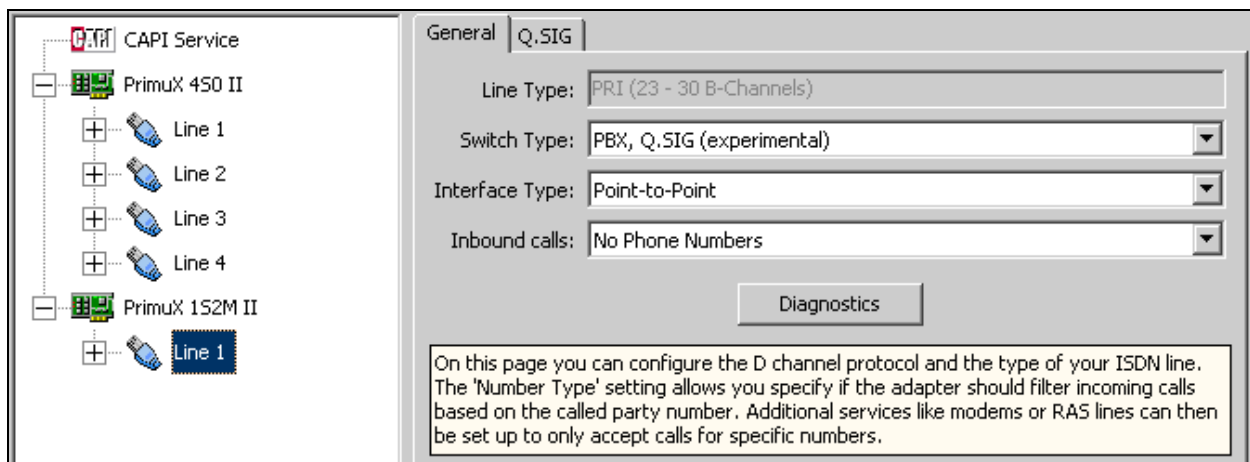 CAPI CAPI Service
PrimuX 4S0 II
Line 1
Line 2
Line 3
Line 4
PrimuX 1S2M II
Line 1
General
Q.SIG
Line Type: PRI (23 - 30 B-Channels)
Switch Type: PBX, Q.SIG (experimental)
Interface Type: Point-to-Point
Inbound calls: No Phone Numbers
Diagnostics
On this page you can configure the D channel protocol and the type of your ISDN line.
The 'Number Type' setting allows you specify if the adapter should filter incoming calls
based on the called party number. Additional services like modems or RAS lines can then
be set up to only accept calls for specific numbers.